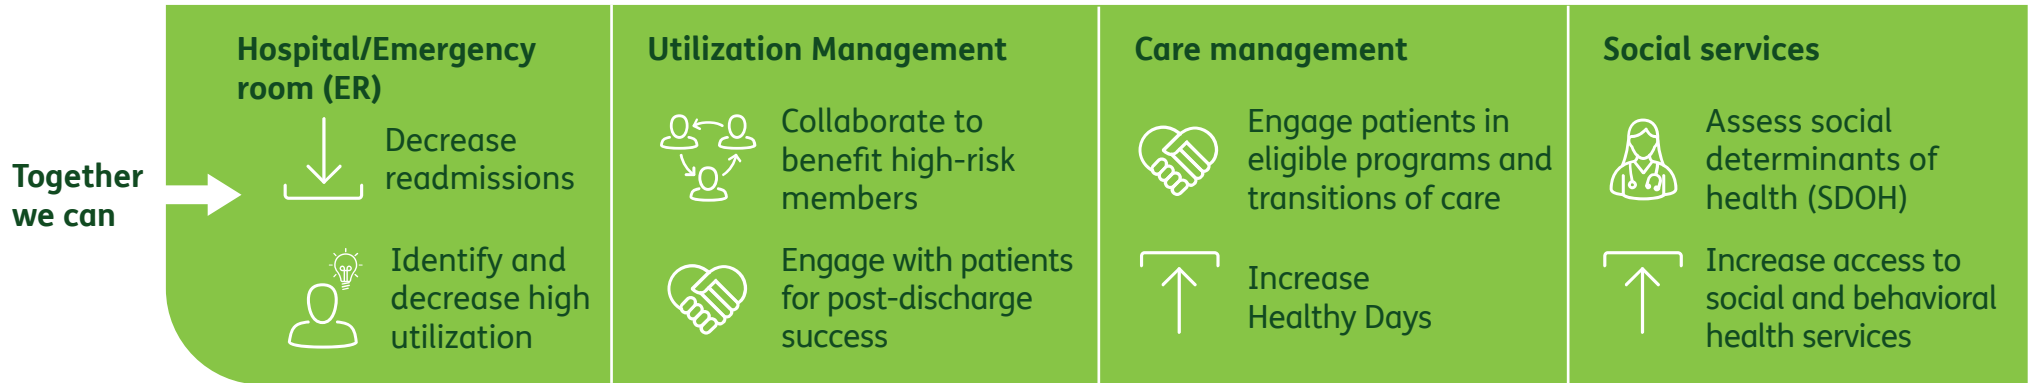 Together
we can
Hospital/Emergency
room (ER)
Decrease
readmissions
Identify and
decrease high
utilization
Utilization Management
Collaborate to
benefit high-risk
members
Engage with patients
for post-discharge
success
Care management
Engage patients in
eligible programs and
transitions of care
Increase
Healthy Days
Social services
Assess social
determinants of
health (SDOH)
Increase access to
social and behavioral
health services